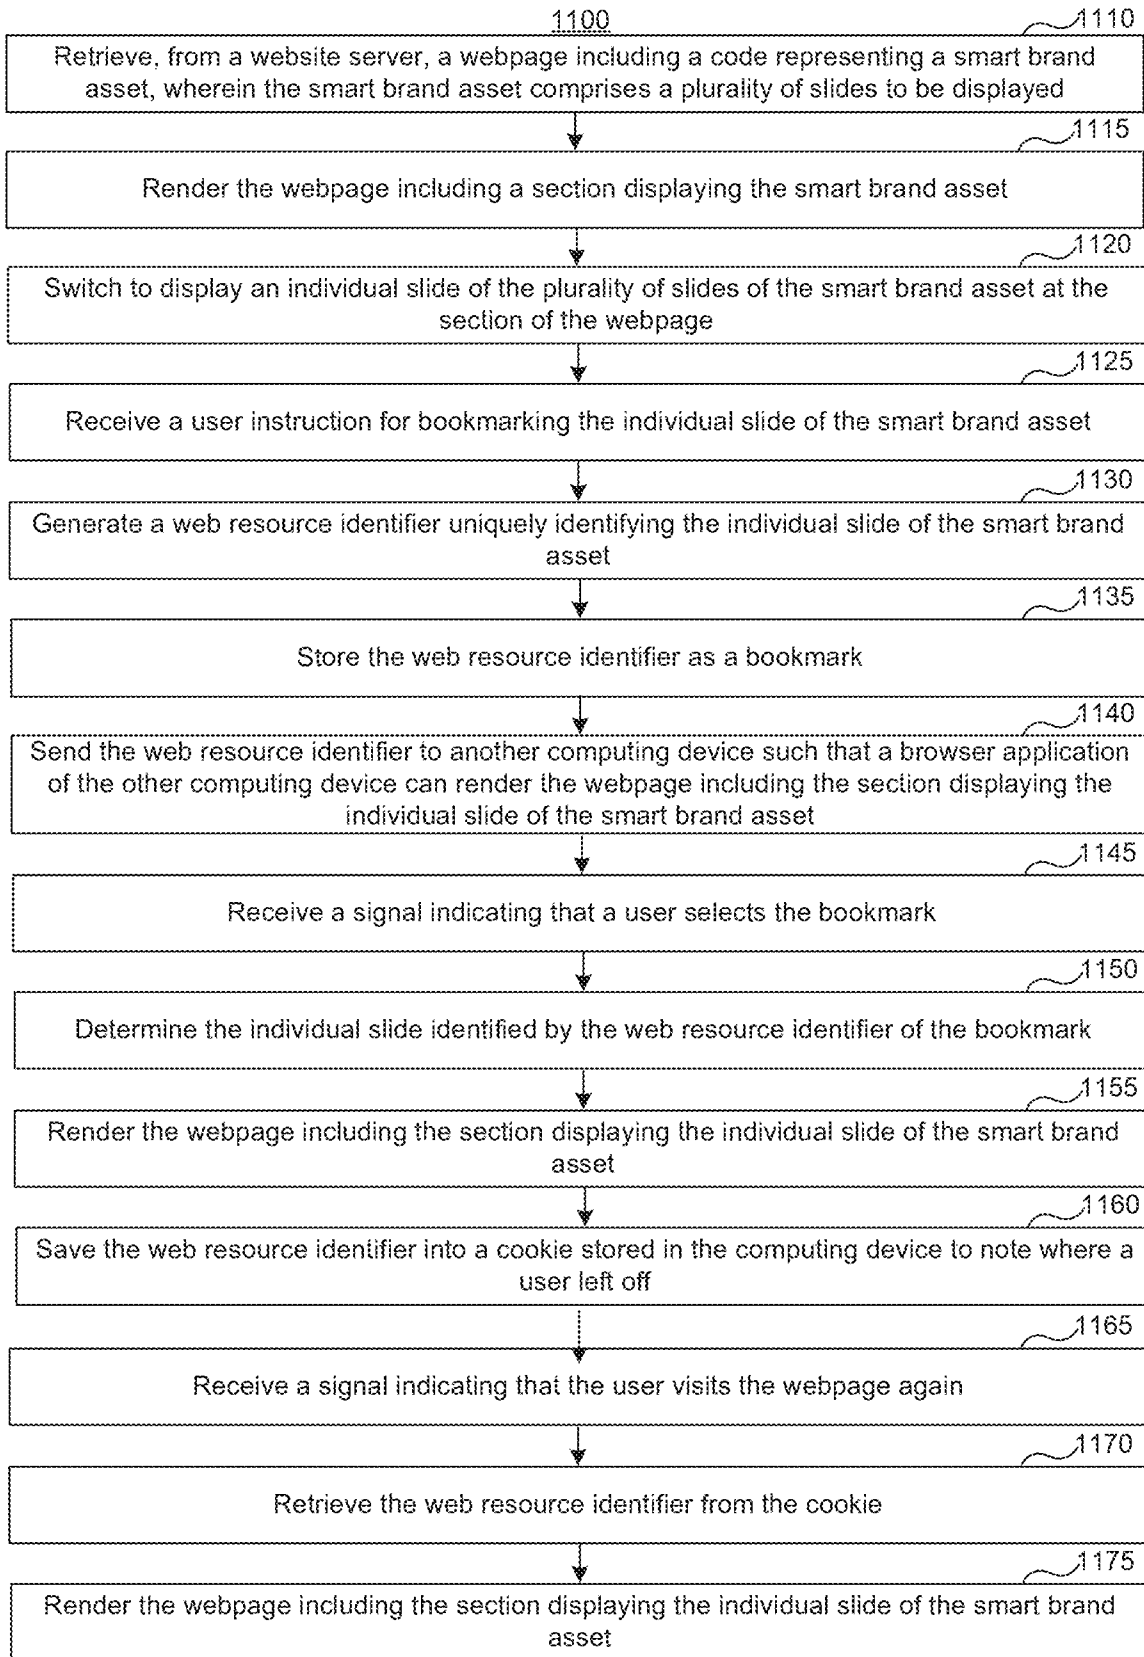 1100
1110
Retrieve, from a website server, a webpage including a code representing a smart brand
asset, wherein the smart brand asset comprises a plurality of slides to be displayed
1115
Render the webpage including a section displaying the smart brand asset
1120
Switch to display an individual slide of the plurality of slides of the smart brand asset at the
section of the webpage
1125
Receive a user instruction for bookmarking the individual slide of the smart brand asset
1130
Generate a web resource identifier uniquely identifying the individual slide of the smart brand
asset
1135
Store the web resource identifier as a bookmark
1140
Send the web resource identifier to another computing device such that a browser application
of the other computing device can render the webpage including the section displaying the
individual slide of the smart brand asset
1145
Receive a signal indicating that a user selects the bookmark
1150
Determine the individual slide identified by the web resource identifier of the bookmark
1155
Render the webpage including the section displaying the individual slide of the smart brand
asset
1160
Save the web resource identifier into a cookie stored in the computing device to note where a
user left off
1165
Receive a signal indicating that the user visits the webpage again
1170
Retrieve the web resource identifier from the cookie
1175
Render the webpage including the section displaying the individual slide of the smart brand
asset